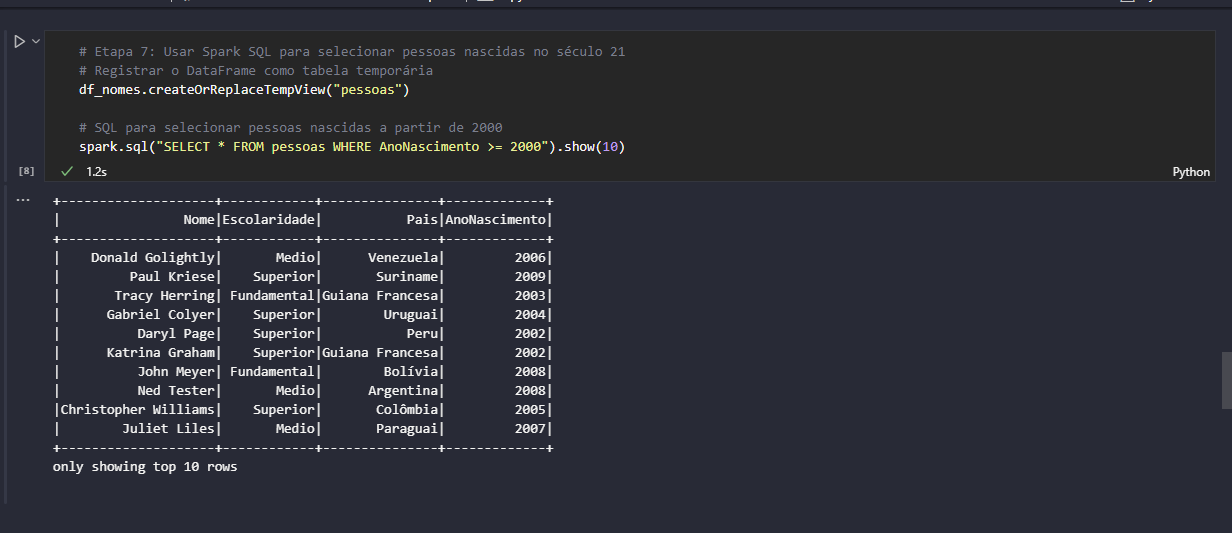 # Etapa 7: Usar Spark SQL para selecionar pessoas nascidas no século 21
# Registrar o DataFrame como tabela temporária
df_nomes.createOrReplaceTempView("pessoas")
# SQL para selecionar pessoas nascidas a partir de 2000
spark.sql("SELECT * FROM pessoas WHERE AnoNascimento >= 2000").show(10)
[8] 1.2s Python
+--------------------+------------+---------------+-------------+
|                Nome|Escolaridade|           Pais|AnoNascimento|
+--------------------+------------+---------------+-------------+
|    Donald Golightly|       Medio|      Venezuela|         2006|
|         Paul Kriese|    Superior|       Suriname|         2009|
|       Tracy Herring| Fundamental|Guiana Francesa|         2003|
|      Gabriel Colyer|    Superior|        Uruguai|         2004|
|          Daryl Page|    Superior|           Peru|         2002|
|      Katrina Graham|    Superior|Guiana Francesa|         2002|
|          John Meyer| Fundamental|        Bolívia|         2008|
|          Ned Tester|       Medio|      Argentina|         2008|
|Christopher Williams|    Superior|       Colômbia|         2005|
|        Juliet Liles|       Medio|       Paraguai|         2007|
+--------------------+------------+---------------+-------------+
only showing top 10 rows